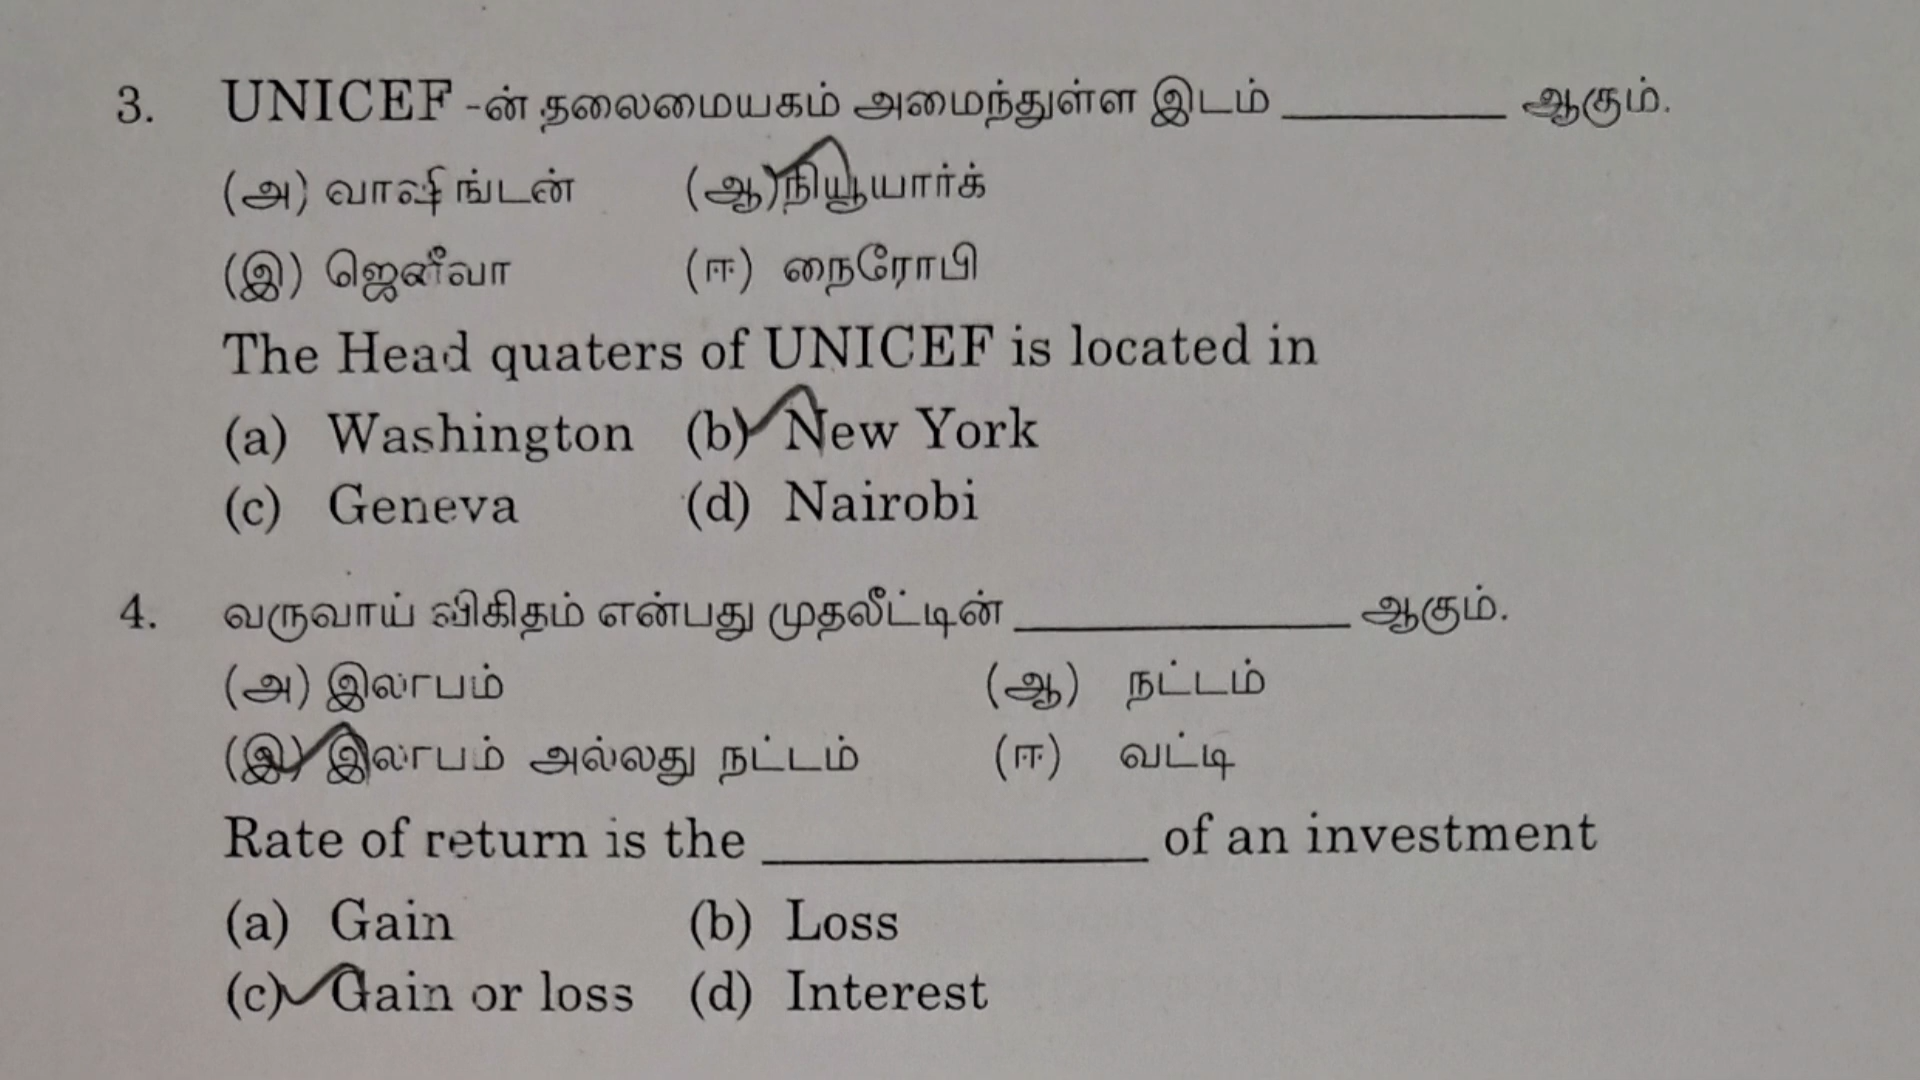 3. UNICEF -ன் தலைமையகம் அமைந்துள்ள இடம் ________ ஆகும்.
(அ) வாஷிங்டன் (ஆ) நியூயார்க்
(இ) ஜெனீவா (ஈ) நைரோபி
The Head quaters of UNICEF is located in
(a) Washington (b) New York
(c) Geneva (d) Nairobi
4. வருவாய் விகிதம் என்பது முதலீட்டின் ____________ ஆகும்.
(அ) இலாபம் (ஆ) நட்டம்
(இ) இலாபம் அல்லது நட்டம் (ஈ) வட்டி
Rate of return is the ______________ of an investment
(a) Gain (b) Loss
(c) Gain or loss (d) Interest